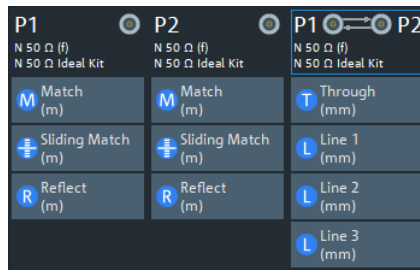 P1
N 50 Ω (f)
N 50 Ω Ideal Kit
M Match
(m)
Sliding Match
(m)
R Reflect
(m)
P2
N 50 Ω (f)
N 50 Ω Ideal Kit
M Match
(m)
Sliding Match
(m)
R Reflect
(m)
P1 P2
N 50 Ω (f)
N 50 Ω Ideal Kit
T Through
(mm)
L Line 1
(mm)
L Line 2
(mm)
L Line 3
(mm)